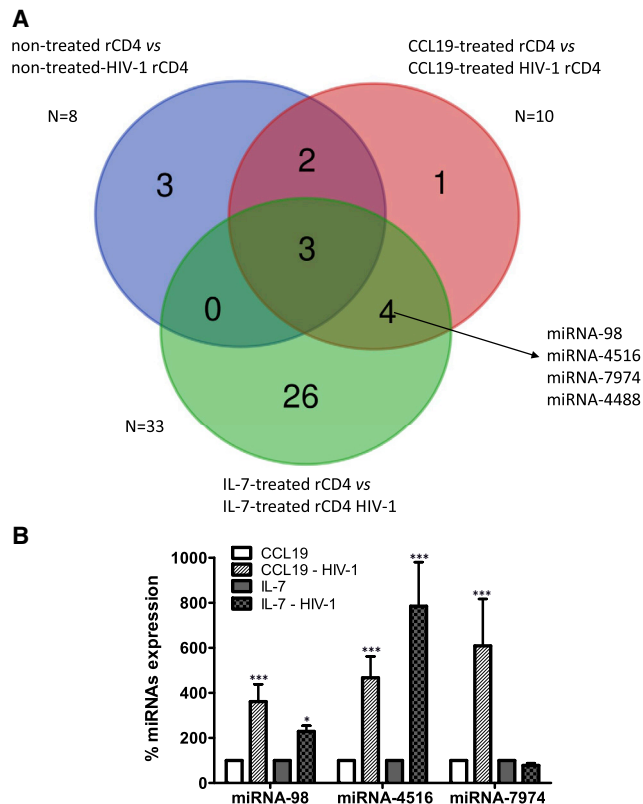 A
non-treated rCD4 vs
non-treated-HIV-1 rCD4
CCL19-treated rCD4 vs
CCL19-treated HIV-1 rCD4
N=8
N=10
3
2
1
3
0
4
miRNA-98
miRNA-4516
miRNA-7974
miRNA-4488
26
N=33
IL-7-treated rCD4 vs
IL-7-treated rCD4 HIV-1
B
% miRNAs expression
1000
800
600
400
200
0
CCL19
CCL19 - HIV-1
IL-7
IL-7 - HIV-1
***
*
***
***
***
miRNA-98
miRNA-4516
miRNA-7974